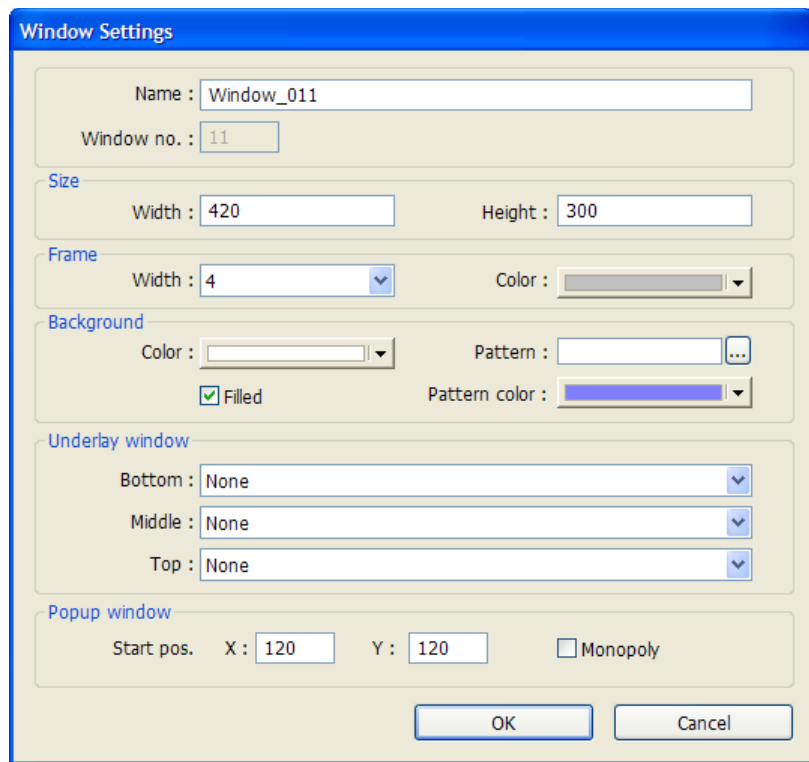 Window Settings
Name : Window_011
Window no. : 11
Size
Width : 420 Height : 300
Frame
Width : 4 Color :
Background
Color : Pattern : ...
Filled Pattern color :
Underlay window
Bottom : None
Middle : None
Top : None
Popup window
Start pos. X : 120 Y : 120 Monopoly
OK Cancel